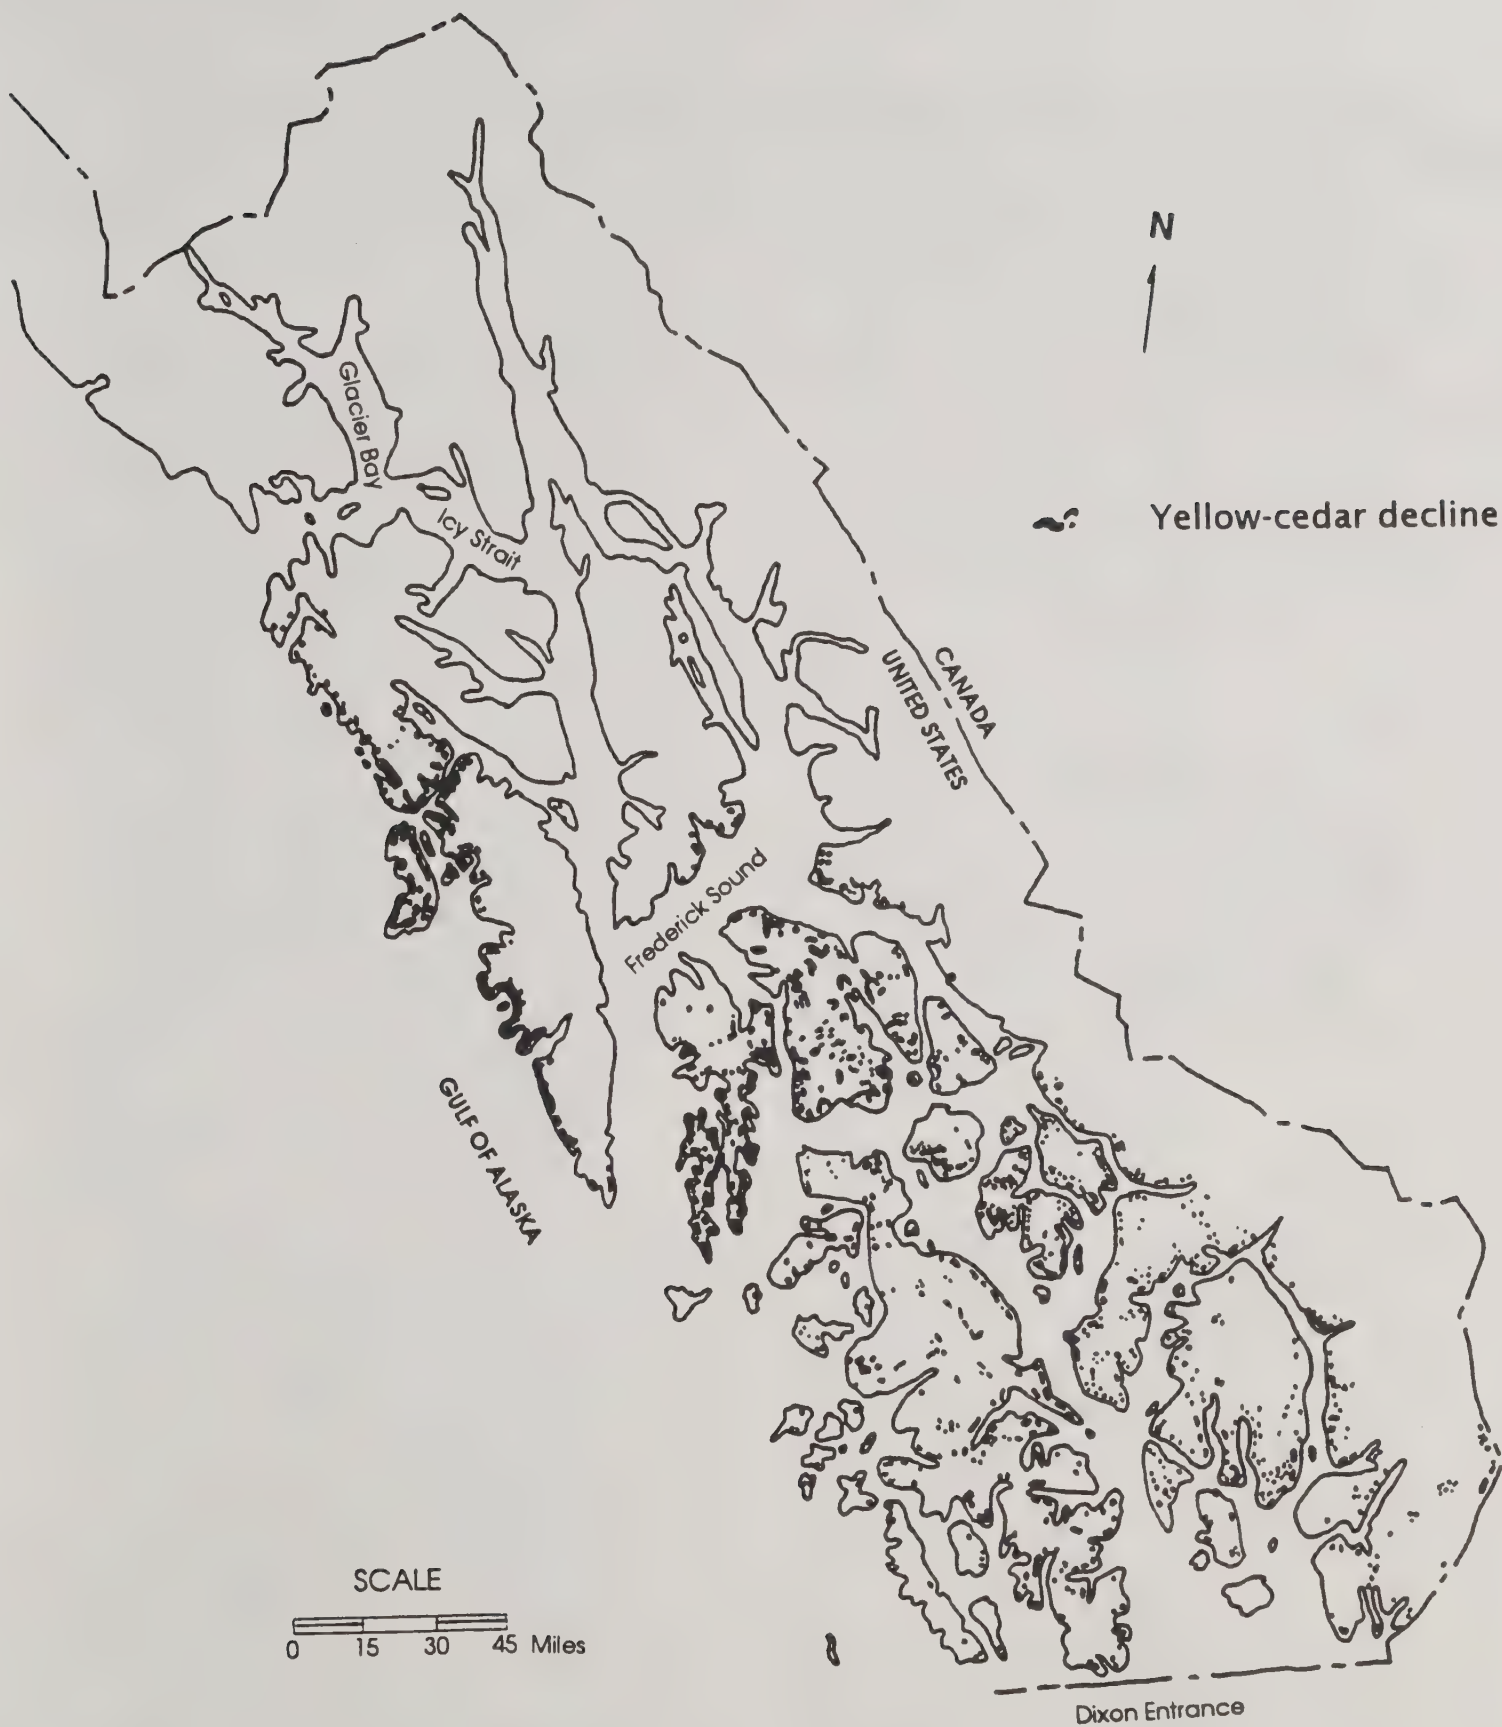 N
Glacier Bay
Icy Strait
Yellow-cedar decline
CANADA
UNITED STATES
Frederick Sound
GULF OF ALASKA
SCALE
0 15 30 45 Miles
Dixon Entrance